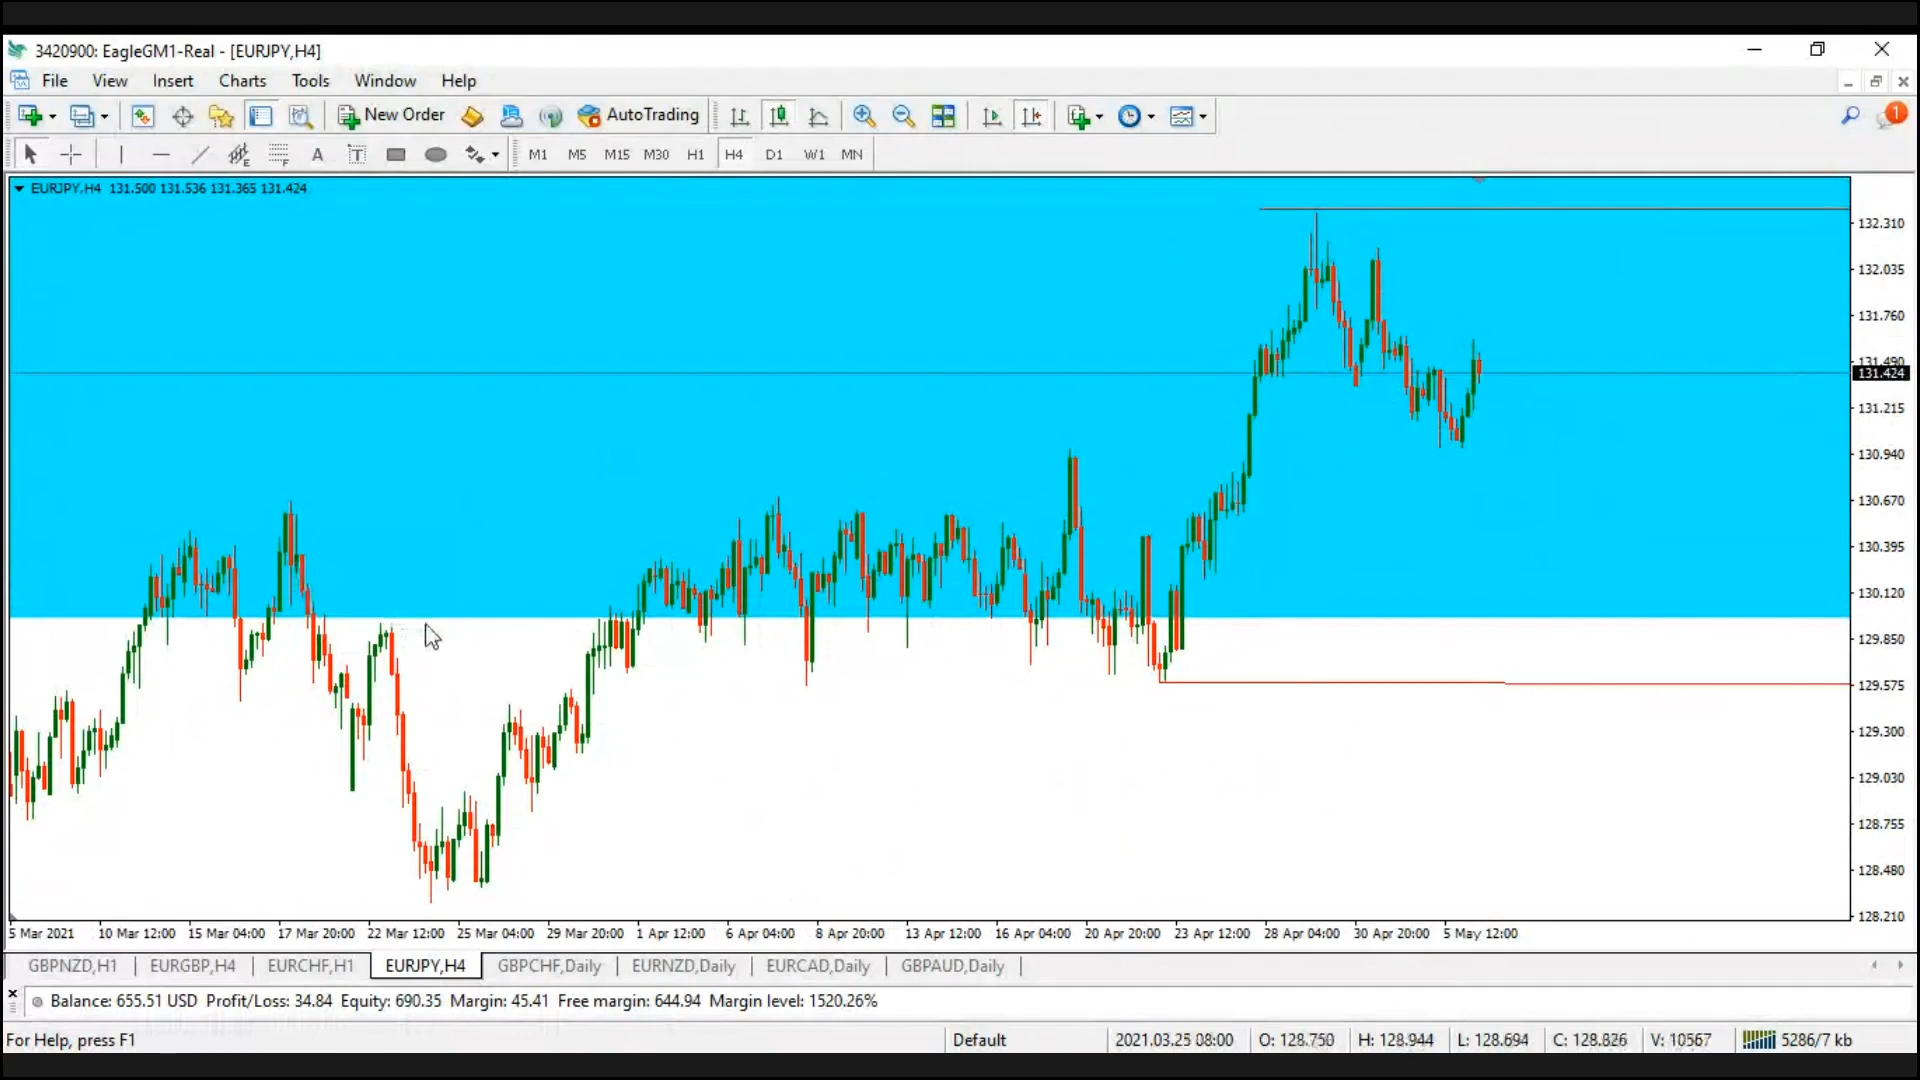 3420900: EagleGM1-Real - [EURJPY,H4]
File View Insert Charts Tools Window Help
New Order AutoTrading 1
A T M1 M5 M15 M30 H1 H4 D1 W1 MN
EURJPY,H4 131.500 131.536 131.365 131.424
132.310
132.035
131.760
131.490
131.424
131.215
130.940
130.670
130.395
130.120
129.850
129.575
129.300
129.030
128.755
128.480
128.210
5 Mar 2021 10 Mar 12:00 15 Mar 04:00 17 Mar 20:00 22 Mar 12:00 25 Mar 04:00 29 Mar 20:00 1 Apr 12:00 6 Apr 04:00 8 Apr 20:00 13 Apr 12:00 16 Apr 04:00 20 Apr 20:00 23 Apr 12:00 28 Apr 04:00 30 Apr 20:00 5 May 12:00
GBPNZD,H1 EURGBP,H4 EURCHF,H1 EURJPY,H4 GBPCHF,Daily EURNZD,Daily EURCAD,Daily GBPAUD,Daily
Balance: 655.51 USD Profit/Loss: 34.84 Equity: 690.35 Margin: 45.41 Free margin: 644.94 Margin level: 1520.26%
For Help, press F1 Default 2021.03.25 08:00 O: 128.750 H: 128.944 L: 128.694 C: 128.826 V: 10567 5286/7 kb